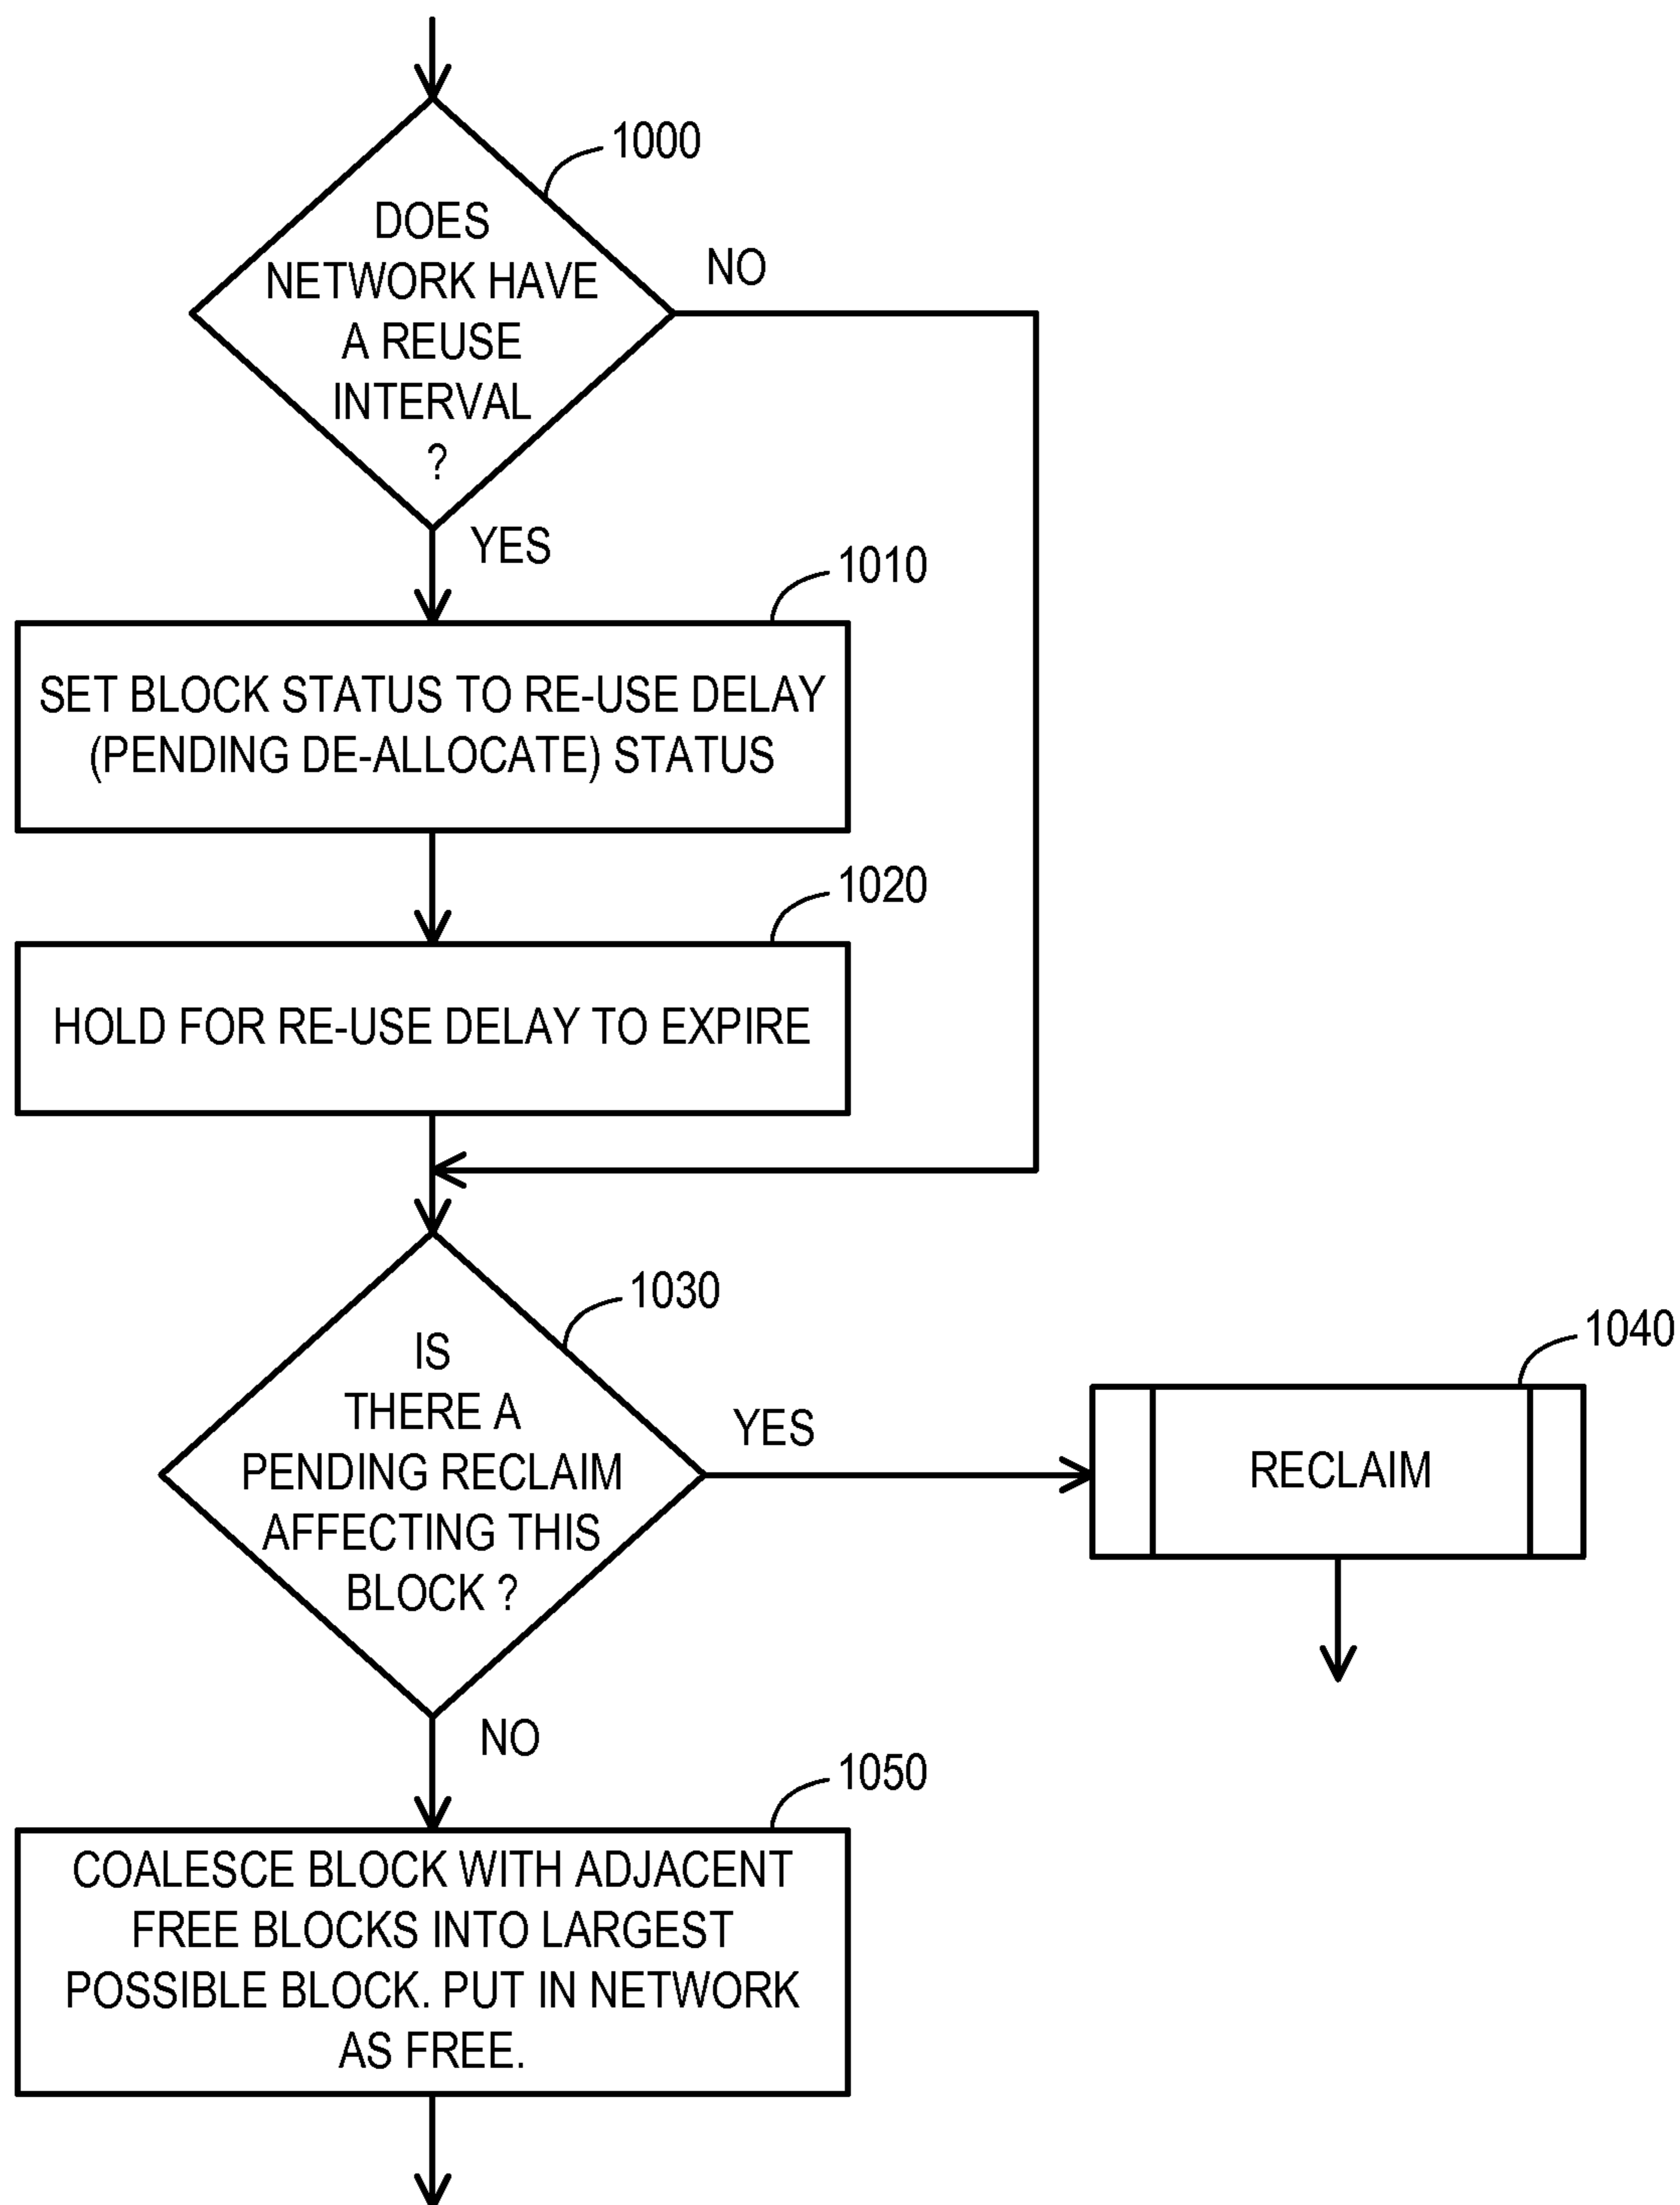 1000
DOES
NETWORK HAVE
A REUSE
INTERVAL
?
NO
YES
1010
SET BLOCK STATUS TO RE-USE DELAY
(PENDING DE-ALLOCATE) STATUS
1020
HOLD FOR RE-USE DELAY TO EXPIRE
1030
IS
THERE A
PENDING RECLAIM
AFFECTING THIS
BLOCK ?
YES
1040
RECLAIM
NO
1050
COALESCE BLOCK WITH ADJACENT
FREE BLOCKS INTO LARGEST
POSSIBLE BLOCK. PUT IN NETWORK
AS FREE.